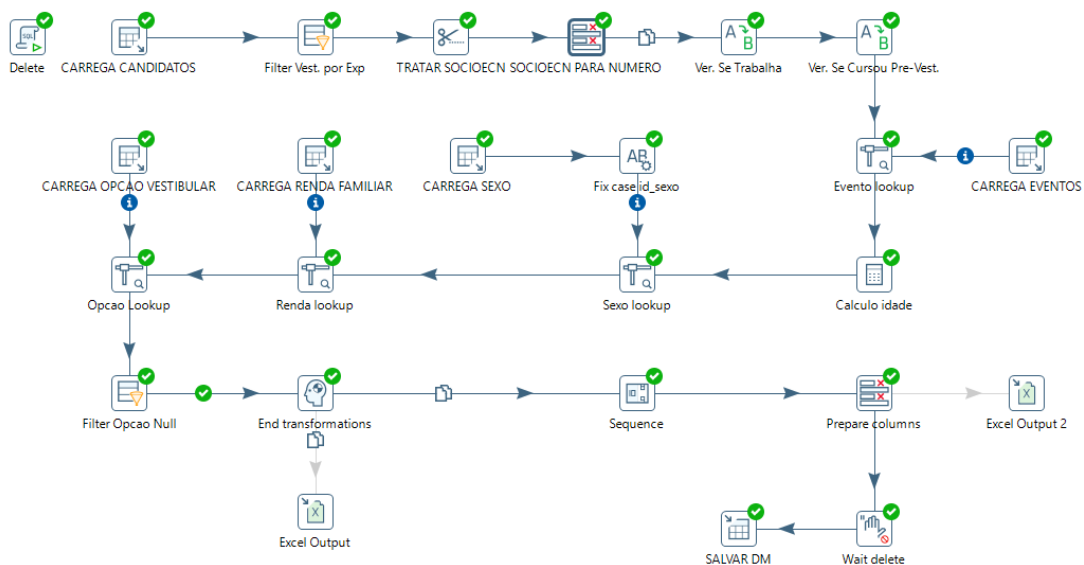 SQL
A B
A B
Delete
CARREGA CANDIDATOS
Filter Vest. por Exp
TRATAR SOCIOECN
SOCIOECN PARA NUMERO
Ver. Se Trabalha
Ver. Se Cursou Pre-Vest.
AB
CARREGA OPCAO VESTIBULAR
CARREGA RENDA FAMILIAR
CARREGA SEXO
Fix case id_sexo
Evento lookup
CARREGA EVENTOS
Opcao Lookup
Renda lookup
Sexo lookup
Calculo idade
ID
X
Filter Opcao Null
End transformations
Sequence
Prepare columns
Excel Output 2
X
Excel Output
SALVAR DM
Wait delete